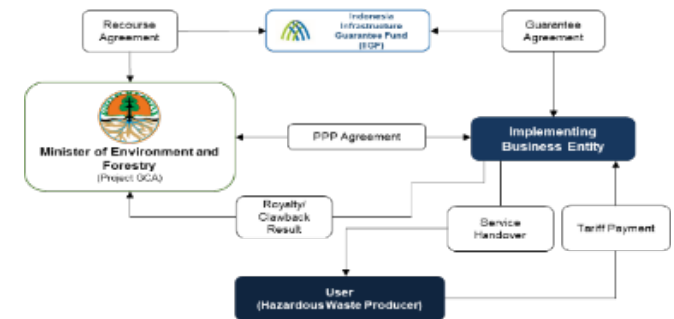 Recourse
Agreement
Indonesia
Infrastructure
Guarantee Fund
(IIGF)
Guarantee
Agreement
Minister of Environment and
Forestry
(Project GCA)
PPP Agreement
Implementing
Business Entity
Royalty/
Clawback
Result
Service
Handover
Tariff Payment
User
(Hazardous Waste Producer)